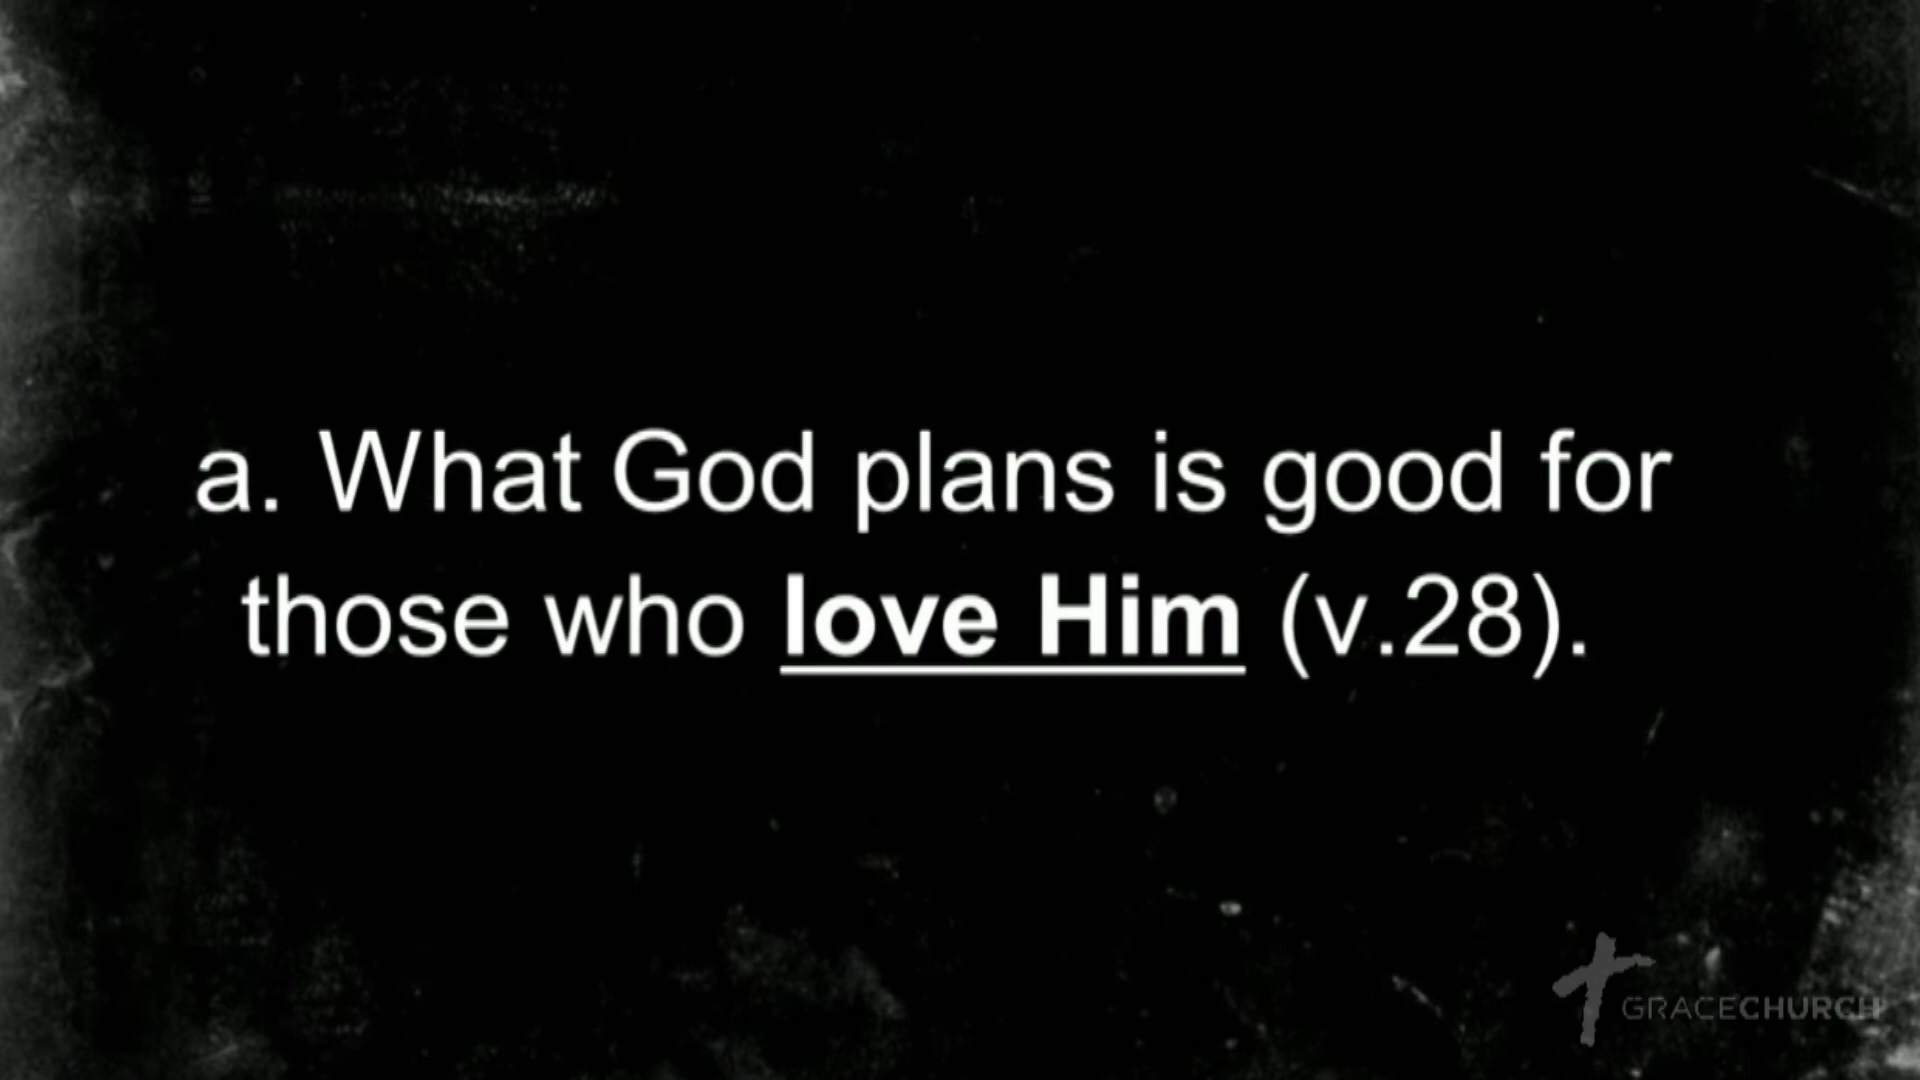 a. What God plans is good for
those who love Him (v.28).
GRACECHURCH